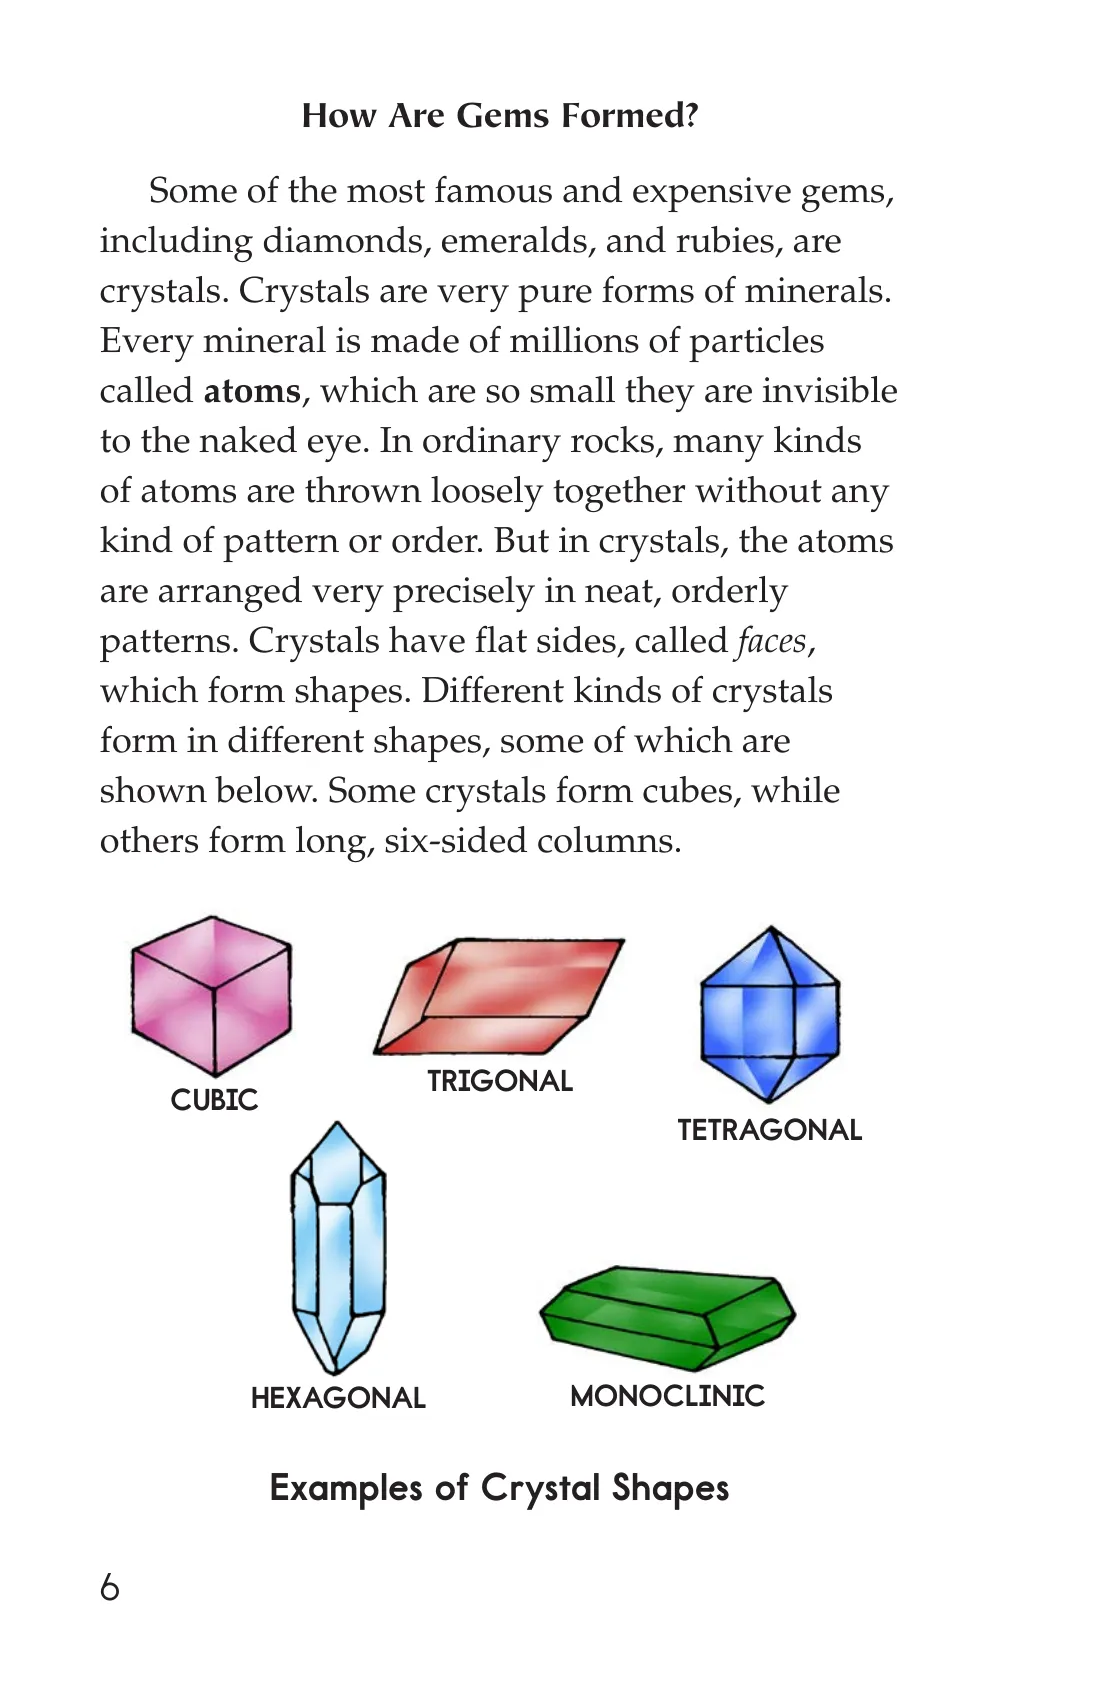 How Are Gems Formed?
Some of the most famous and expensive gems,
including diamonds, emeralds, and rubies, are
crystals. Crystals are very pure forms of minerals.
Every mineral is made of millions of particles
called atoms, which are so small they are invisible
to the naked eye. In ordinary rocks, many kinds
of atoms are thrown loosely together without any
kind of pattern or order. But in crystals, the atoms
are arranged very precisely in neat, orderly
patterns. Crystals have flat sides, called faces,
which form shapes. Different kinds of crystals
form in different shapes, some of which are
shown below. Some crystals form cubes, while
others form long, six-sided columns.
CUBIC
TRIGONAL
TETRAGONAL
HEXAGONAL
MONOCLINIC
Examples of Crystal Shapes
6